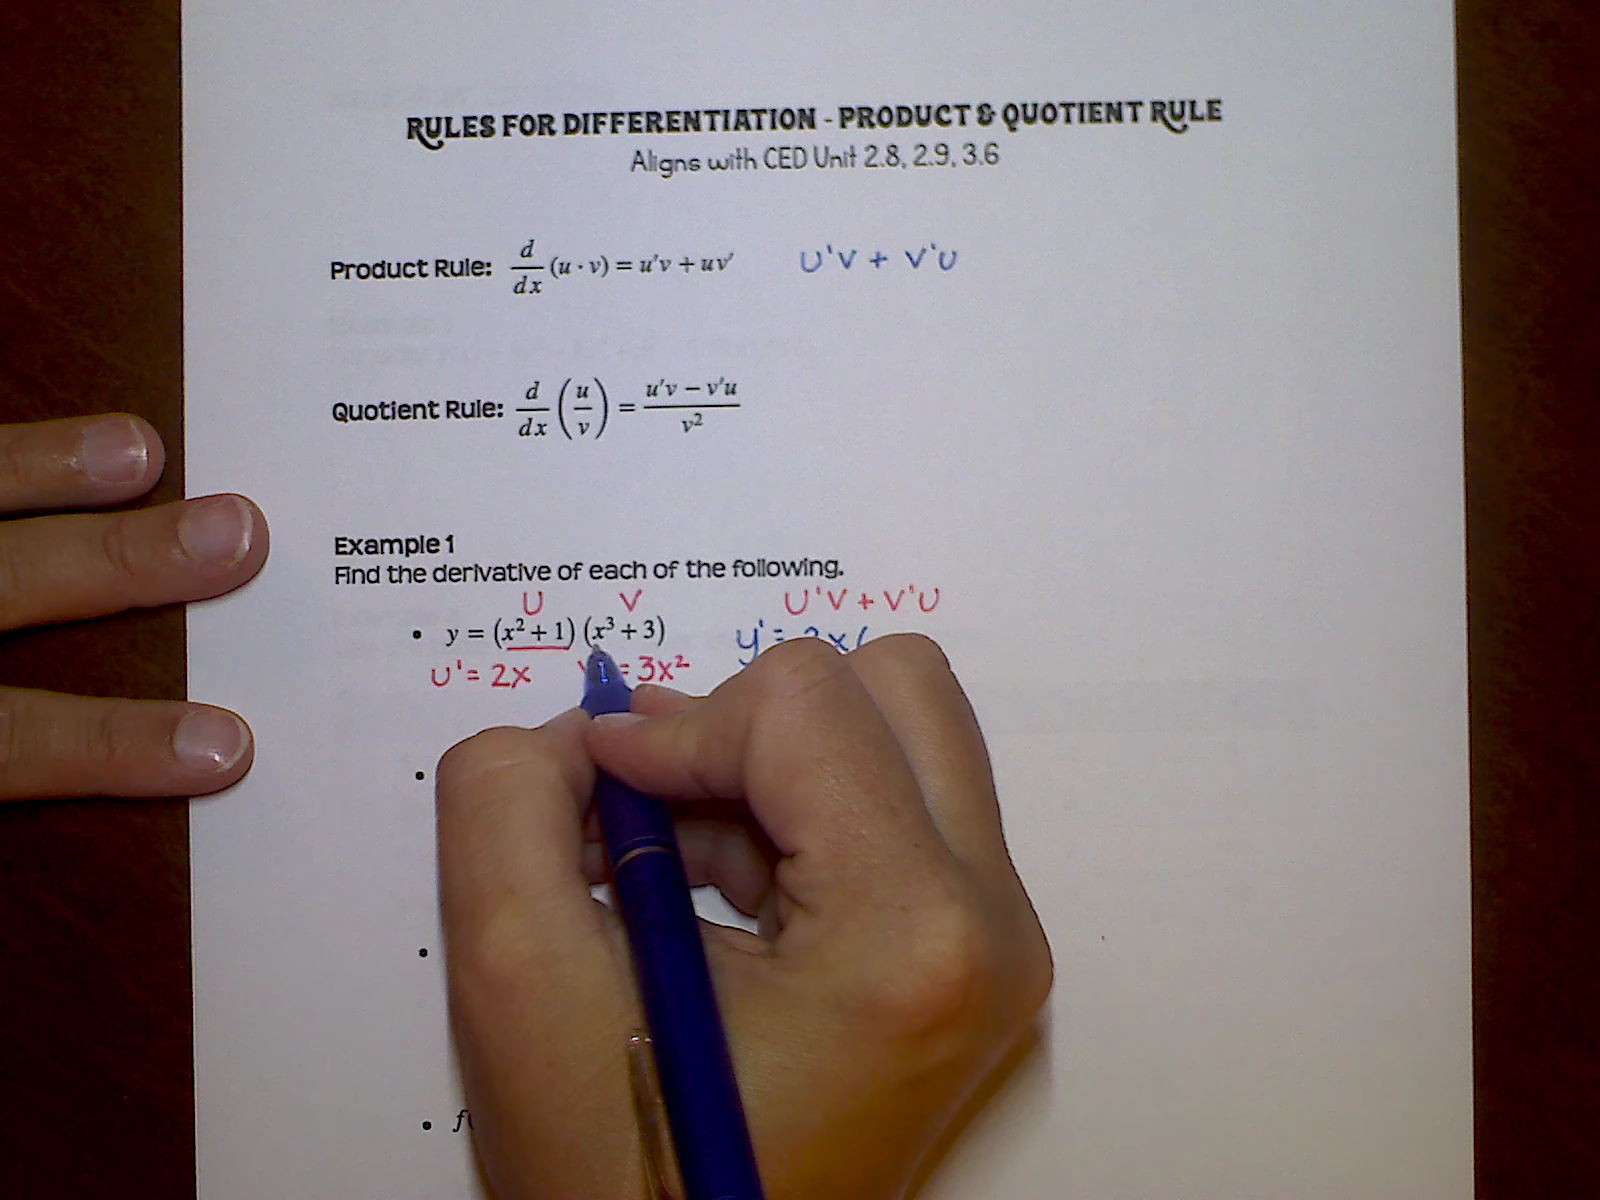 RULES FOR DIFFERENTIATION - PRODUCT & QUOTIENT RULE
Aligns with CED Unit 2.8, 2.9, 3.6
Product Rule: d/dx (u · v) = u'v + uv' U'V + V'U
Quotient Rule: d/dx (u/v) = (u'v − v'u)/v²
Example 1
Find the derivative of each of the following.
U V U'V + V'U
• y = (x² + 1) (x³ + 3) y' = 2x(
U' = 2x = 3x²
•
•
• f(